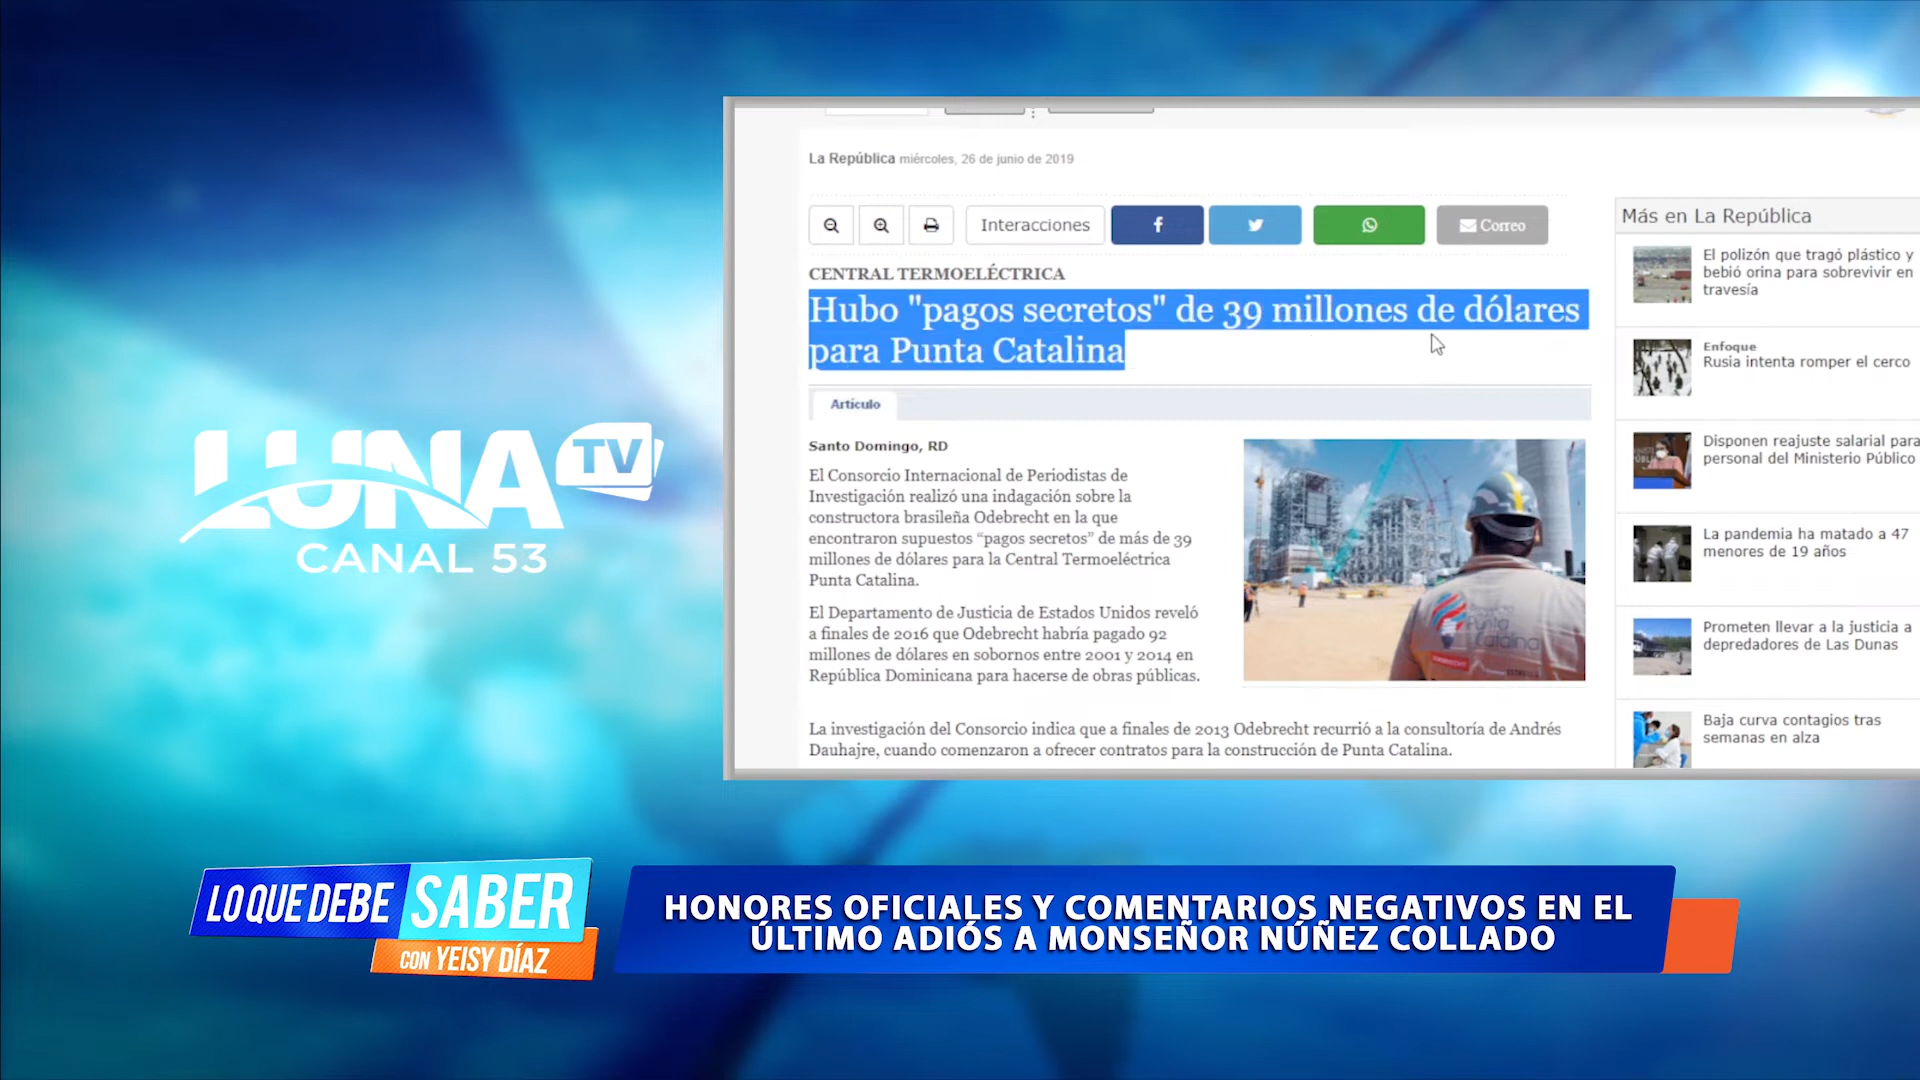 La República miércoles, 26 de junio de 2019
Interacciones
Correo
CENTRAL TERMOELÉCTRICA
Hubo "pagos secretos" de 39 millones de dólares
para Punta Catalina
Artículo
Santo Domingo, RD
El Consorcio Internacional de Periodistas de
Investigación realizó una indagación sobre la
constructora brasileña Odebrecht en la que
encontraron supuestos “pagos secretos” de más de 39
millones de dólares para la Central Termoeléctrica
Punta Catalina.
El Departamento de Justicia de Estados Unidos reveló
a finales de 2016 que Odebrecht habría pagado 92
millones de dólares en sobornos entre 2001 y 2014 en
República Dominicana para hacerse de obras públicas.
Proyecto
Punta
Catalina
La investigación del Consorcio indica que a finales de 2013 Odebrecht recurrió a la consultoría de Andrés
Dauhajre, cuando comenzaron a ofrecer contratos para la construcción de Punta Catalina.
Más en La República
El polizón que tragó plástico y
bebió orina para sobrevivir en
travesía
Enfoque
Rusia intenta romper el cerco
Disponen reajuste salarial para
personal del Ministerio Público
La pandemia ha matado a 47
menores de 19 años
Prometen llevar a la justicia a
depredadores de Las Dunas
Baja curva contagios tras
semanas en alza
LUNA TV
CANAL 53
LO QUE DEBE SABER
CON YEISY DÍAZ
HONORES OFICIALES Y COMENTARIOS NEGATIVOS EN EL
ÚLTIMO ADIÓS A MONSEÑOR NÚÑEZ COLLADO